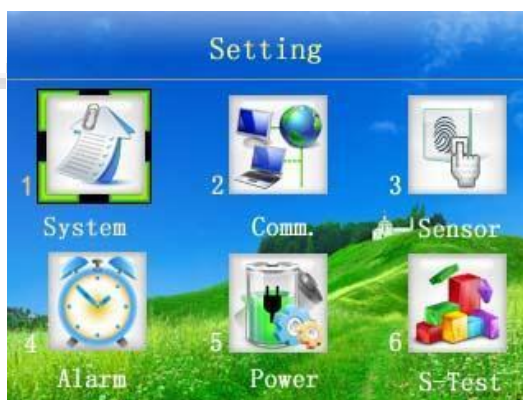 Setting
1 2 3
System Comm. Sensor
4 5 6
Alarm Power S-Test